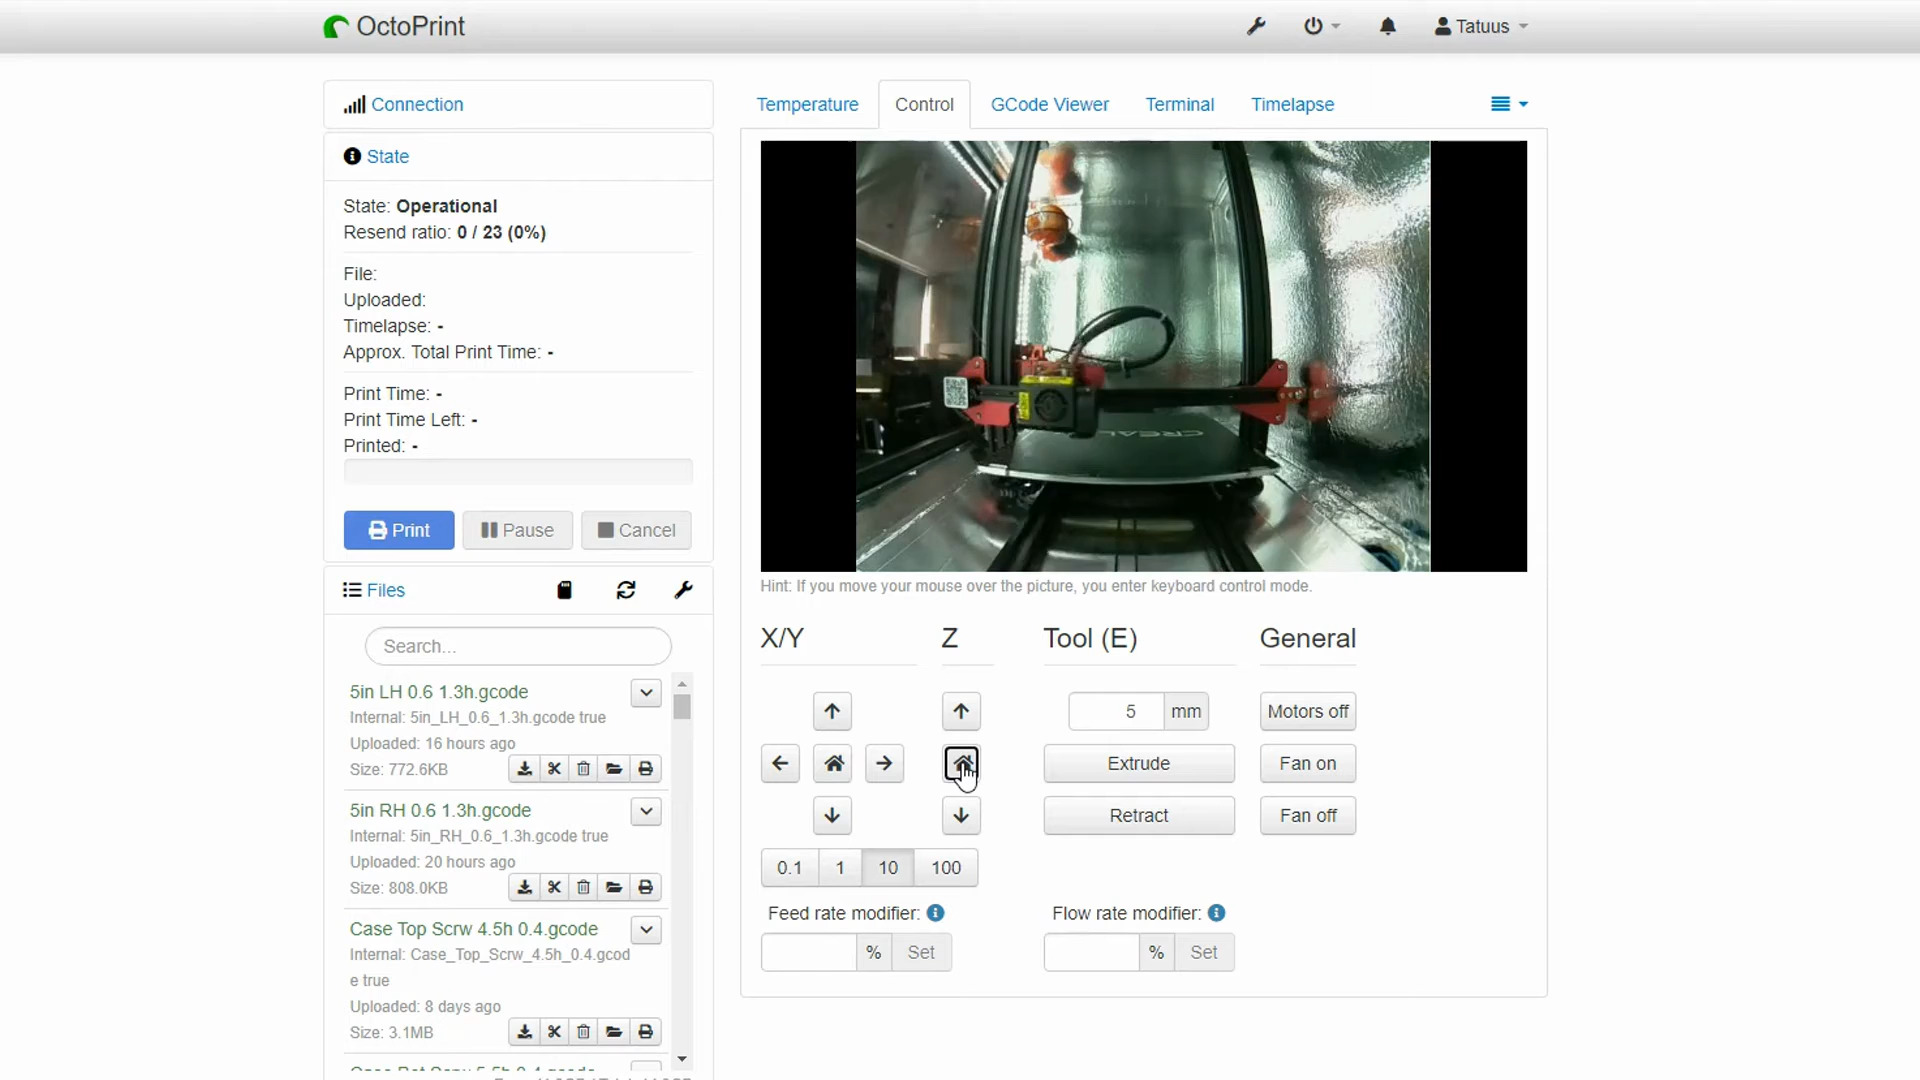 OctoPrint
Tatuus
Connection
State
State: Operational
Resend ratio: 0 / 23 (0%)
File:
Uploaded:
Timelapse: -
Approx. Total Print Time: -
Print Time: -
Print Time Left: -
Printed: -
Print Pause Cancel
Files
Search...
5in LH 0.6 1.3h.gcode
Internal: 5in_LH_0.6_1.3h.gcode true
Uploaded: 16 hours ago
Size: 772.6KB
5in RH 0.6 1.3h.gcode
Internal: 5in_RH_0.6_1.3h.gcode true
Uploaded: 20 hours ago
Size: 808.0KB
Case Top Scrw 4.5h 0.4.gcode
Internal: Case_Top_Scrw_4.5h_0.4.gcod
e true
Uploaded: 8 days ago
Size: 3.1MB
Temperature Control GCode Viewer Terminal Timelapse
Hint: If you move your mouse over the picture, you enter keyboard control mode.
X/Y Z Tool (E) General
5 mm Motors off
Extrude Fan on
Retract Fan off
0.1 1 10 100
Feed rate modifier: Flow rate modifier:
% Set % Set